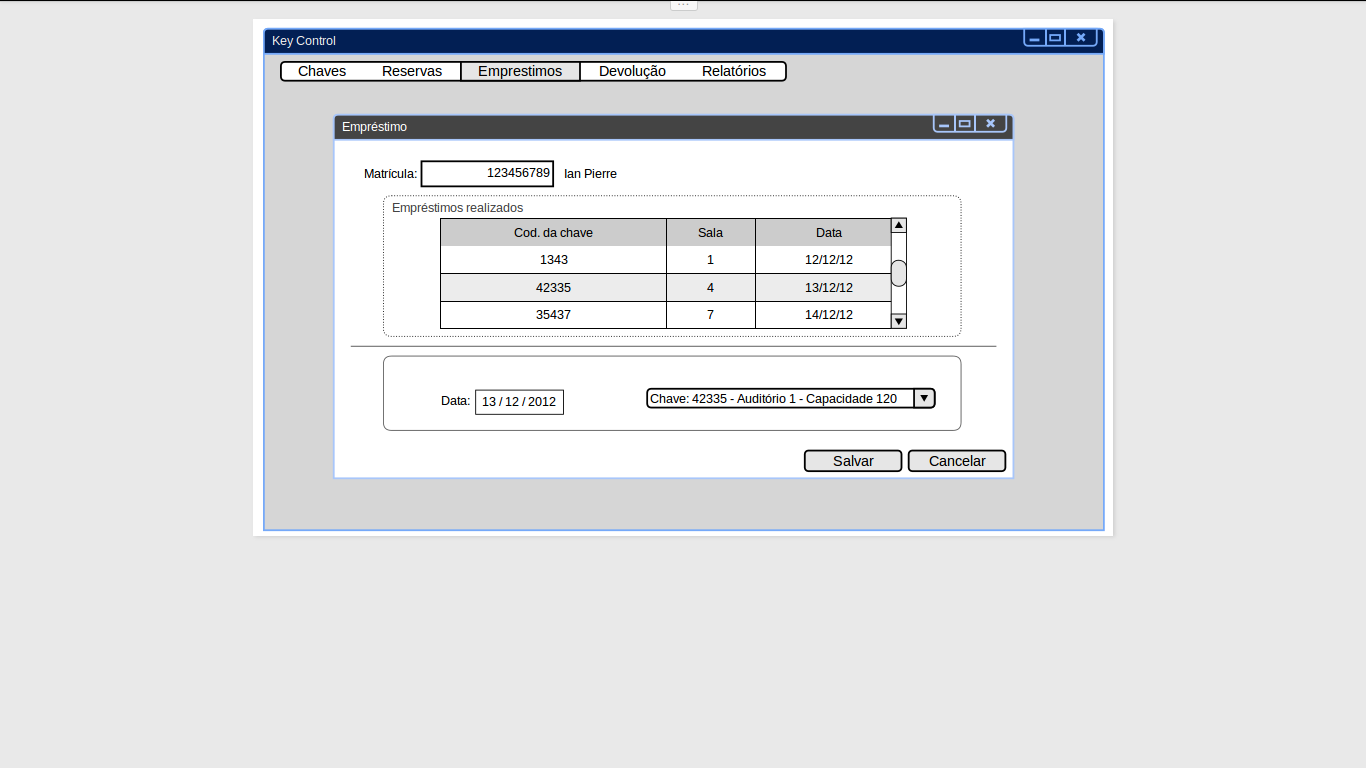 Key Control
Chaves Reservas Emprestimos Devolução Relatórios
Empréstimo
Matrícula: 123456789 Ian Pierre
Empréstimos realizados
Cod. da chave Sala Data
1343 1 12/12/12
42335 4 13/12/12
35437 7 14/12/12
Data: 13 / 12 / 2012 Chave: 42335 - Auditório 1 - Capacidade 120
Salvar Cancelar